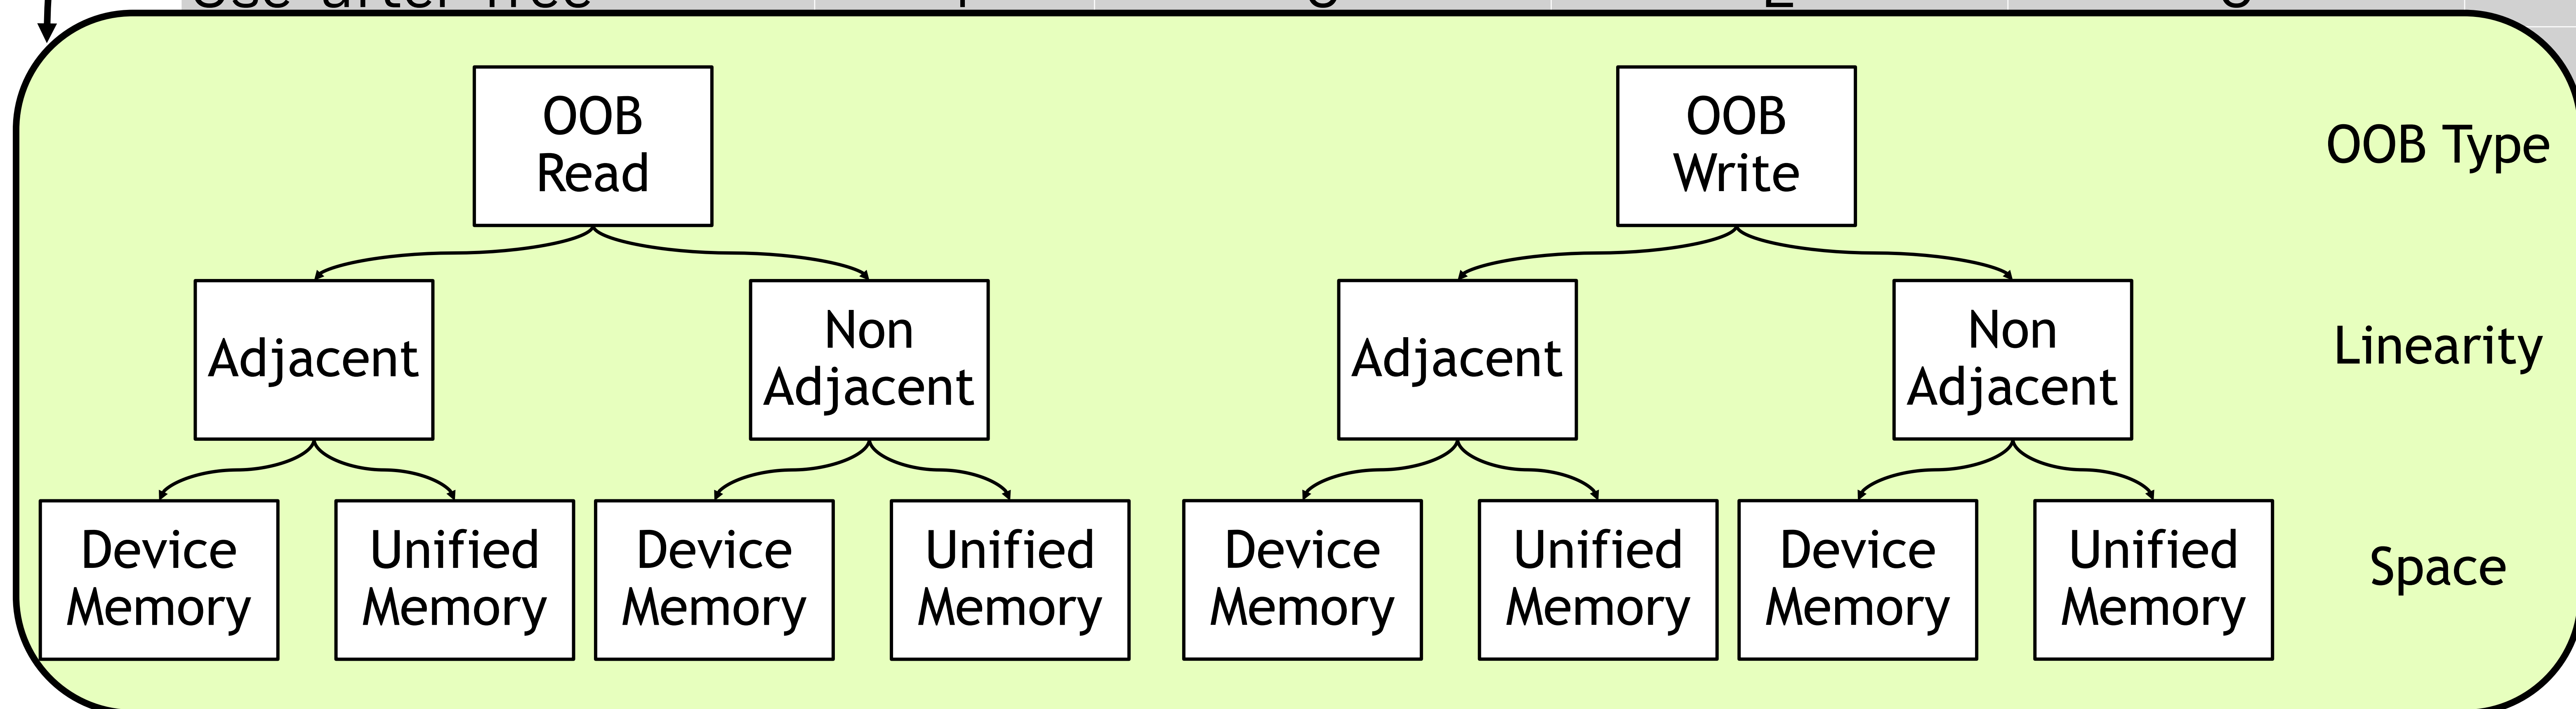 OOB
Read
OOB
Write
OOB Type
Adjacent
Non
Adjacent
Adjacent
Non
Adjacent
Linearity
Device
Memory
Unified
Memory
Device
Memory
Unified
Memory
Device
Memory
Unified
Memory
Device
Memory
Unified
Memory
Space